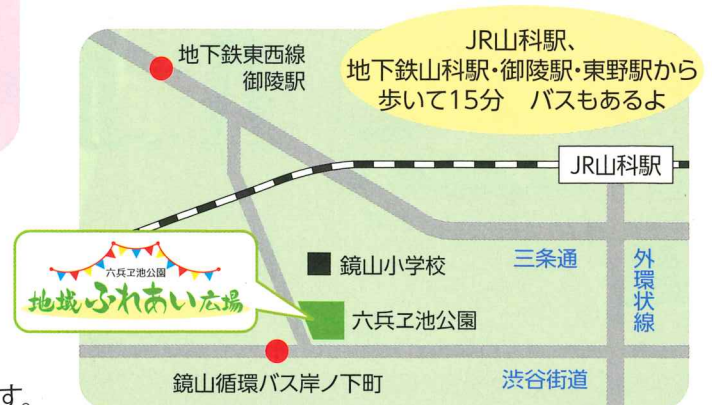 地下鉄東西線
御陵駅
JR山科駅、
地下鉄山科駅・御陵駅・東野駅から
歩いて15分　バスもあるよ
JR山科駅
六兵ヱ池公園
地域ふれあい広場
鏡山小学校
三条通
外環状線
六兵ヱ池公園
鏡山循環バス岸ノ下町
渋谷街道
す。